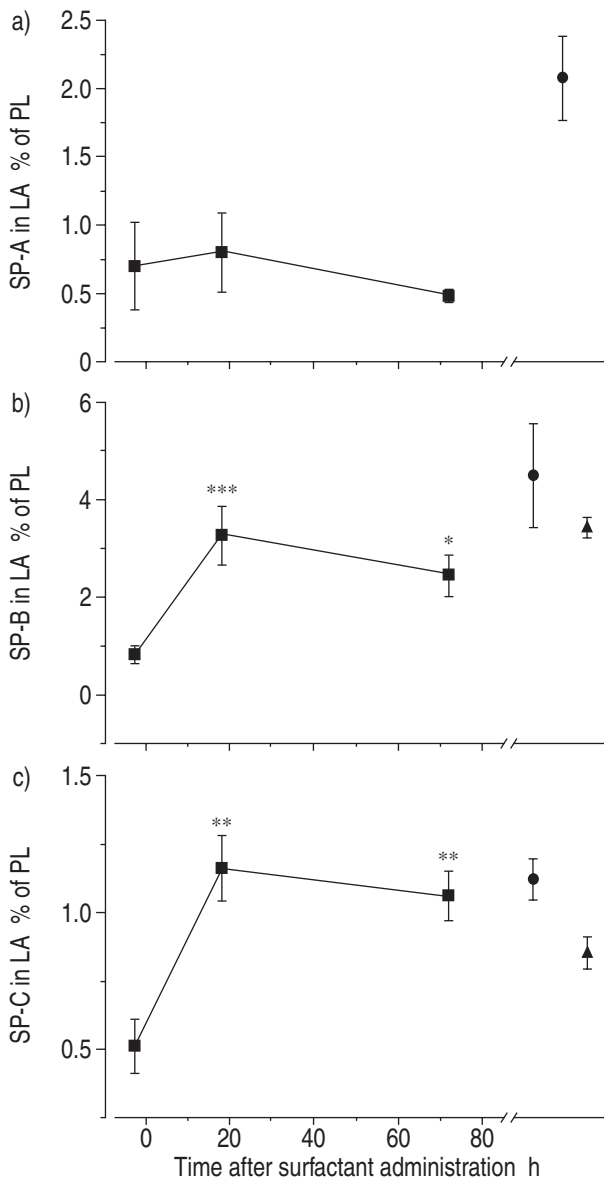 a)
2.5
2.0
1.5
1.0
0.5
0
SP-A in LA % of PL
b)
6
4
2
0
SP-B in LA % of PL
***
*
c)
1.5
1.0
0.5
SP-C in LA % of PL
**
**
0 20 40 60 80
Time after surfactant administration h